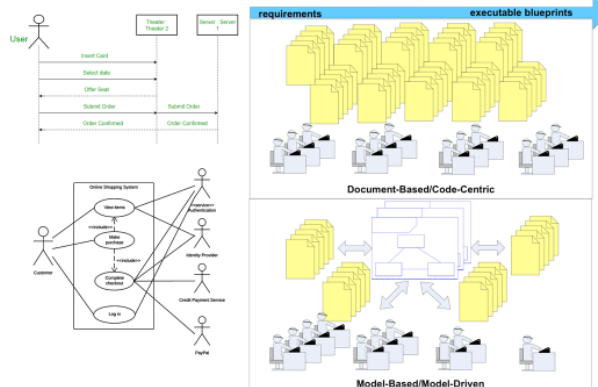 User
Theater :
Theater 2
Server : Server
1
Insert Card
Select date
Offer Seat
Submit Order
Submit Order
Order Confirmed
Order Confirmed
Online Shopping System
View items
<<include>>
Make
purchase
<<include>>
Complete
checkout
Log in
Customer
<<service>>
Authentication
Identity Provider
Credit Payment Service
PayPal
requirements
executable blueprints
Document-Based/Code-Centric
Model-Based/Model-Driven